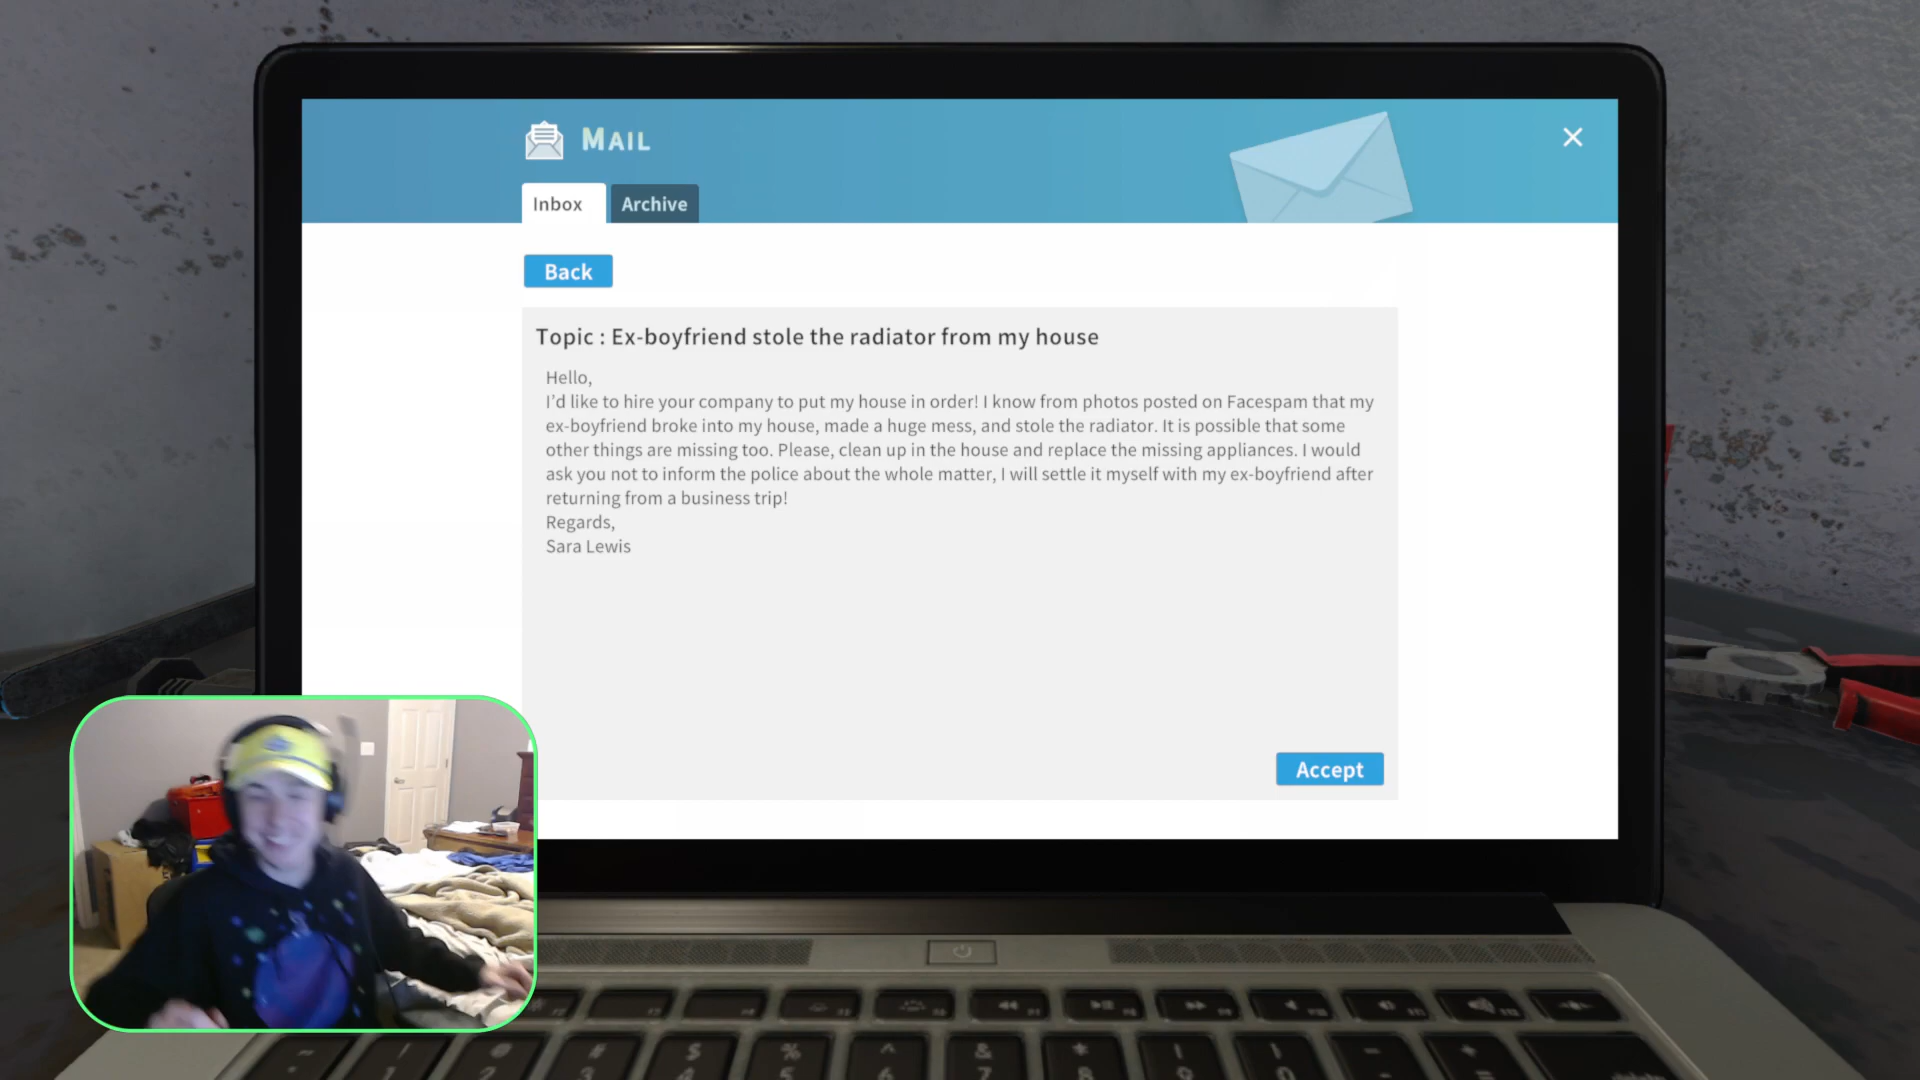 MAIL
Inbox
Archive
Back
Topic : Ex-boyfriend stole the radiator from my house
Hello,
I'd like to hire your company to put my house in order! I know from photos posted on Facespam that my
ex-boyfriend broke into my house, made a huge mess, and stole the radiator. It is possible that some
other things are missing too. Please, clean up in the house and replace the missing appliances. I would
ask you not to inform the police about the whole matter, I will settle it myself with my ex-boyfriend after
returning from a business trip!
Regards,
Sara Lewis
Accept